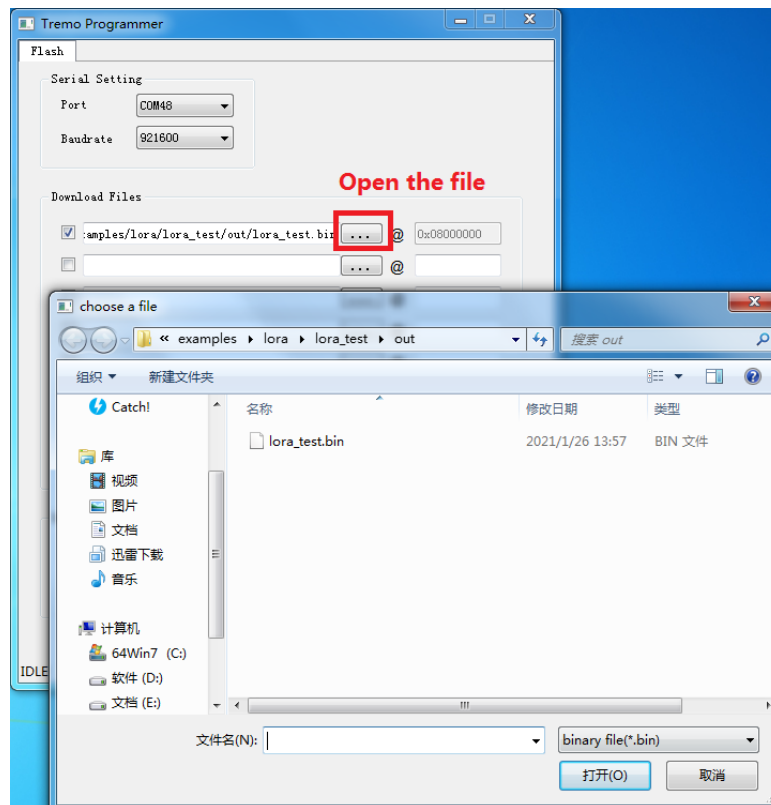 Tremo Programmer
Flash
Serial Setting
Port COM48
Baudrate 921600
Open the file
Download Files
:amples/lora/lora_test/out/lora_test.bin ... @ 0x08000000
... @
choose a file
« examples lora lora_test out 搜索 out
组织 新建文件夹
Catch! 名称 修改日期 类型
lora_test.bin 2021/1/26 13:57 BIN 文件
库
视频
图片
文档
迅雷下载
音乐
计算机
64Win7 (C:)
IDLE
软件 (D:)
文档 (E:)
文件名(N): binary file(*.bin)
打开(O) 取消